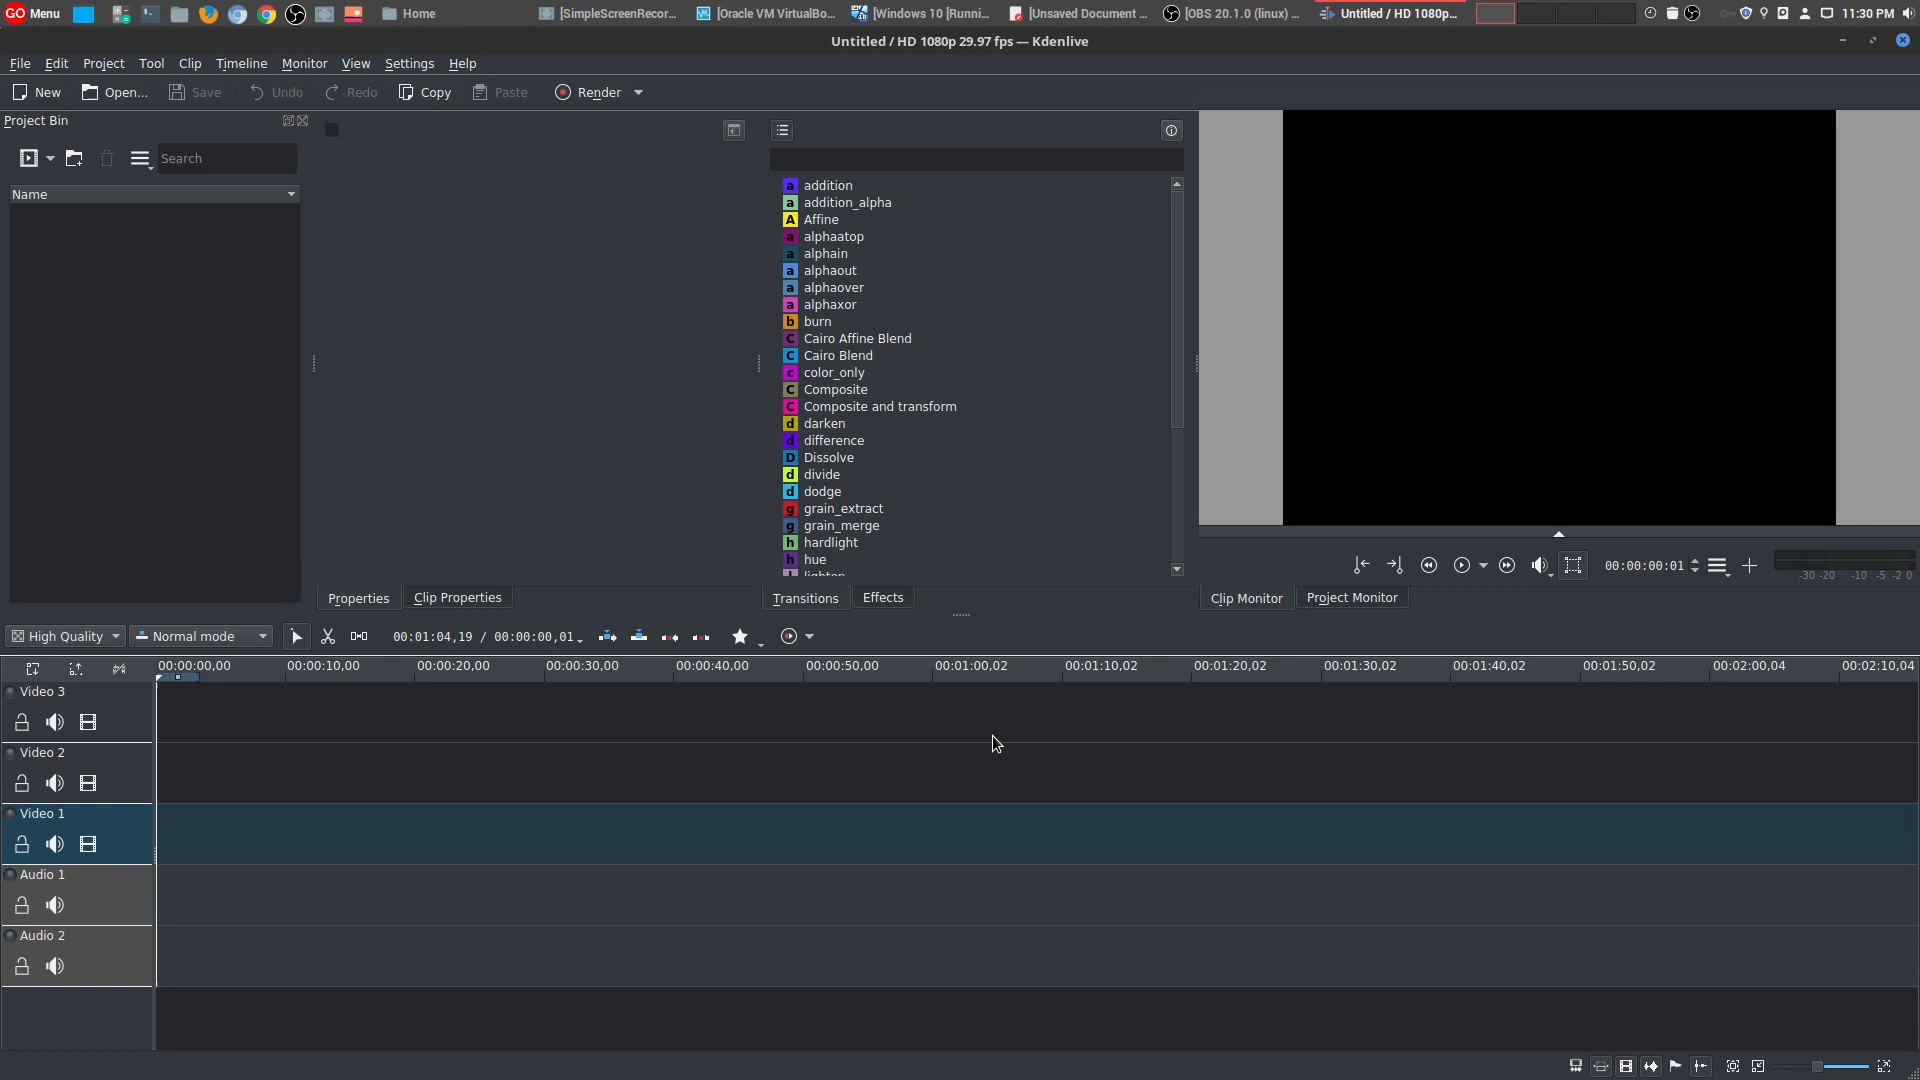 GO Menu
Home
[SimpleScreenRecor...
[Oracle VM VirtualBo...
[Windows 10 [Runni...
[Unsaved Document ...
[OBS 20.1.0 (linux) ...
Untitled / HD 1080p...
11:30 PM
Untitled / HD 1080p 29.97 fps — Kdenlive
File Edit Project Tool Clip Timeline Monitor View Settings Help
New Open... Save Undo Redo Copy Paste Render
Project Bin
Search
Name
a addition
a addition_alpha
A Affine
a alphaatop
a alphain
a alphaout
a alphaover
a alphaxor
b burn
C Cairo Affine Blend
C Cairo Blend
c color_only
C Composite
C Composite and transform
d darken
d difference
D Dissolve
d divide
d dodge
g grain_extract
g grain_merge
h hardlight
h hue
lighten
00:00:00:01
-30 -20 -10 -5 -2 0
Properties Clip Properties
Transitions Effects
Clip Monitor Project Monitor
High Quality Normal mode 00:01:04,19 / 00:00:00,01
00:00:00,00 00:00:10,00 00:00:20,00 00:00:30,00 00:00:40,00 00:00:50,00 00:01:00,02 00:01:10,02 00:01:20,02 00:01:30,02 00:01:40,02 00:01:50,02 00:02:00,04 00:02:10,04
Video 3
Video 2
Video 1
Audio 1
Audio 2